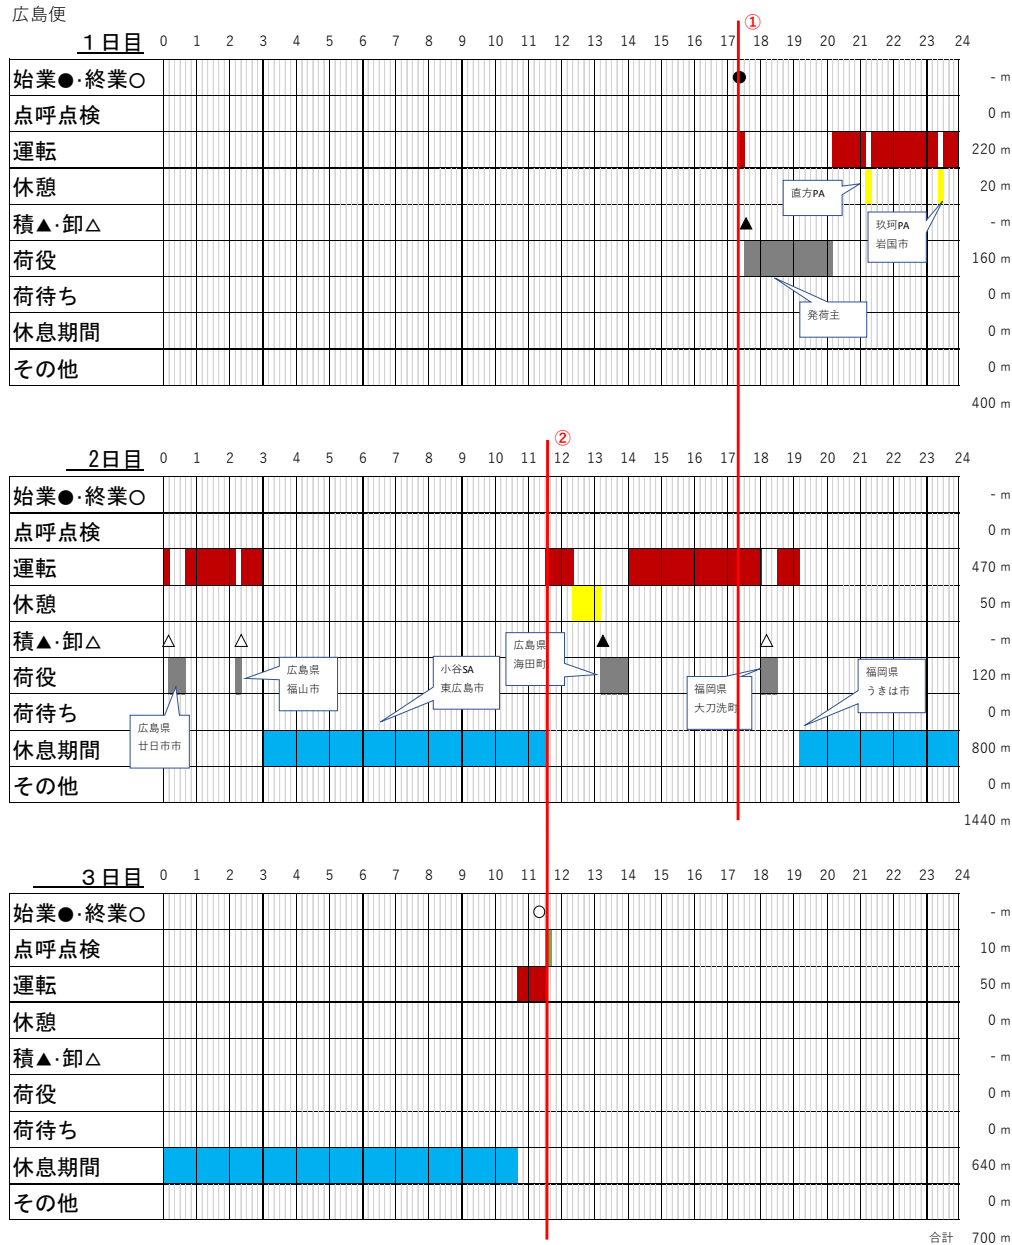 広島便
①
1日目 0 1 2 3 4 5 6 7 8 9 10 11 12 13 14 15 16 17 18 19 20 21 22 23 24
始業●·終業○ - m
点呼点検 0 m
運転 220 m
休憩 20 m
直方PA
積▲·卸△ - m
玖珂PA
岩国市
荷役 160 m
荷待ち 0 m
発荷主
休息期間 0 m
その他 0 m
400 m
②
2日目 0 1 2 3 4 5 6 7 8 9 10 11 12 13 14 15 16 17 18 19 20 21 22 23 24
始業●·終業○ - m
点呼点検 0 m
運転 470 m
休憩 50 m
積▲·卸△ - m
広島県
海田町
荷役 120 m
広島県
福山市
小谷SA
東広島市
福岡県
大刀洗町
福岡県
うきは市
荷待ち 0 m
広島県
廿日市市
休息期間 800 m
その他 0 m
1440 m
3日目 0 1 2 3 4 5 6 7 8 9 10 11 12 13 14 15 16 17 18 19 20 21 22 23 24
始業●·終業○ - m
点呼点検 10 m
運転 50 m
休憩 0 m
積▲·卸△ - m
荷役 0 m
荷待ち 0 m
休息期間 640 m
その他 0 m
合計 700 m